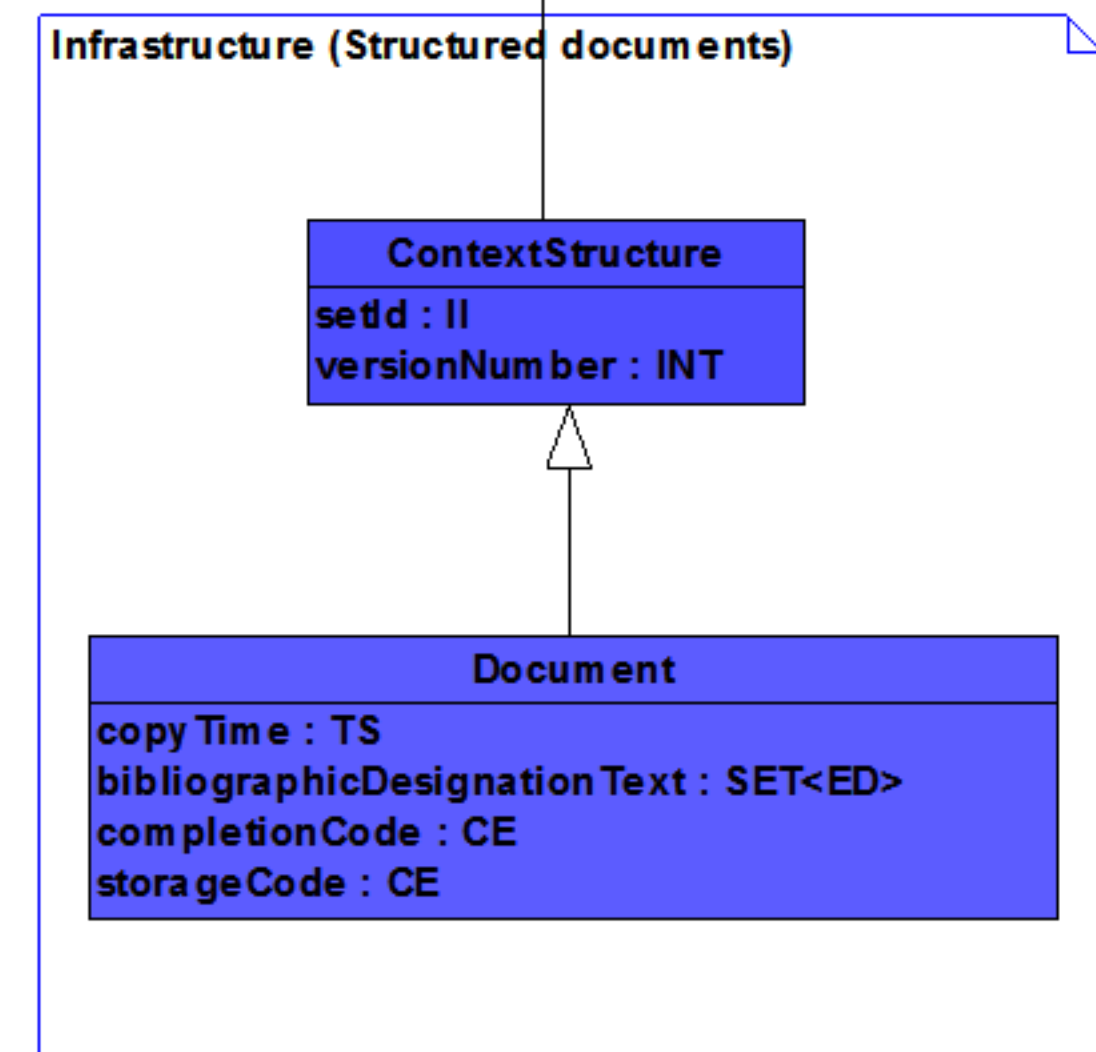 Infrastructure (Structured documents)
ContextStructure
setId : II
versionNumber : INT
Document
copyTime : TS
bibliographicDesignationText : SET<ED>
completionCode : CE
storageCode : CE